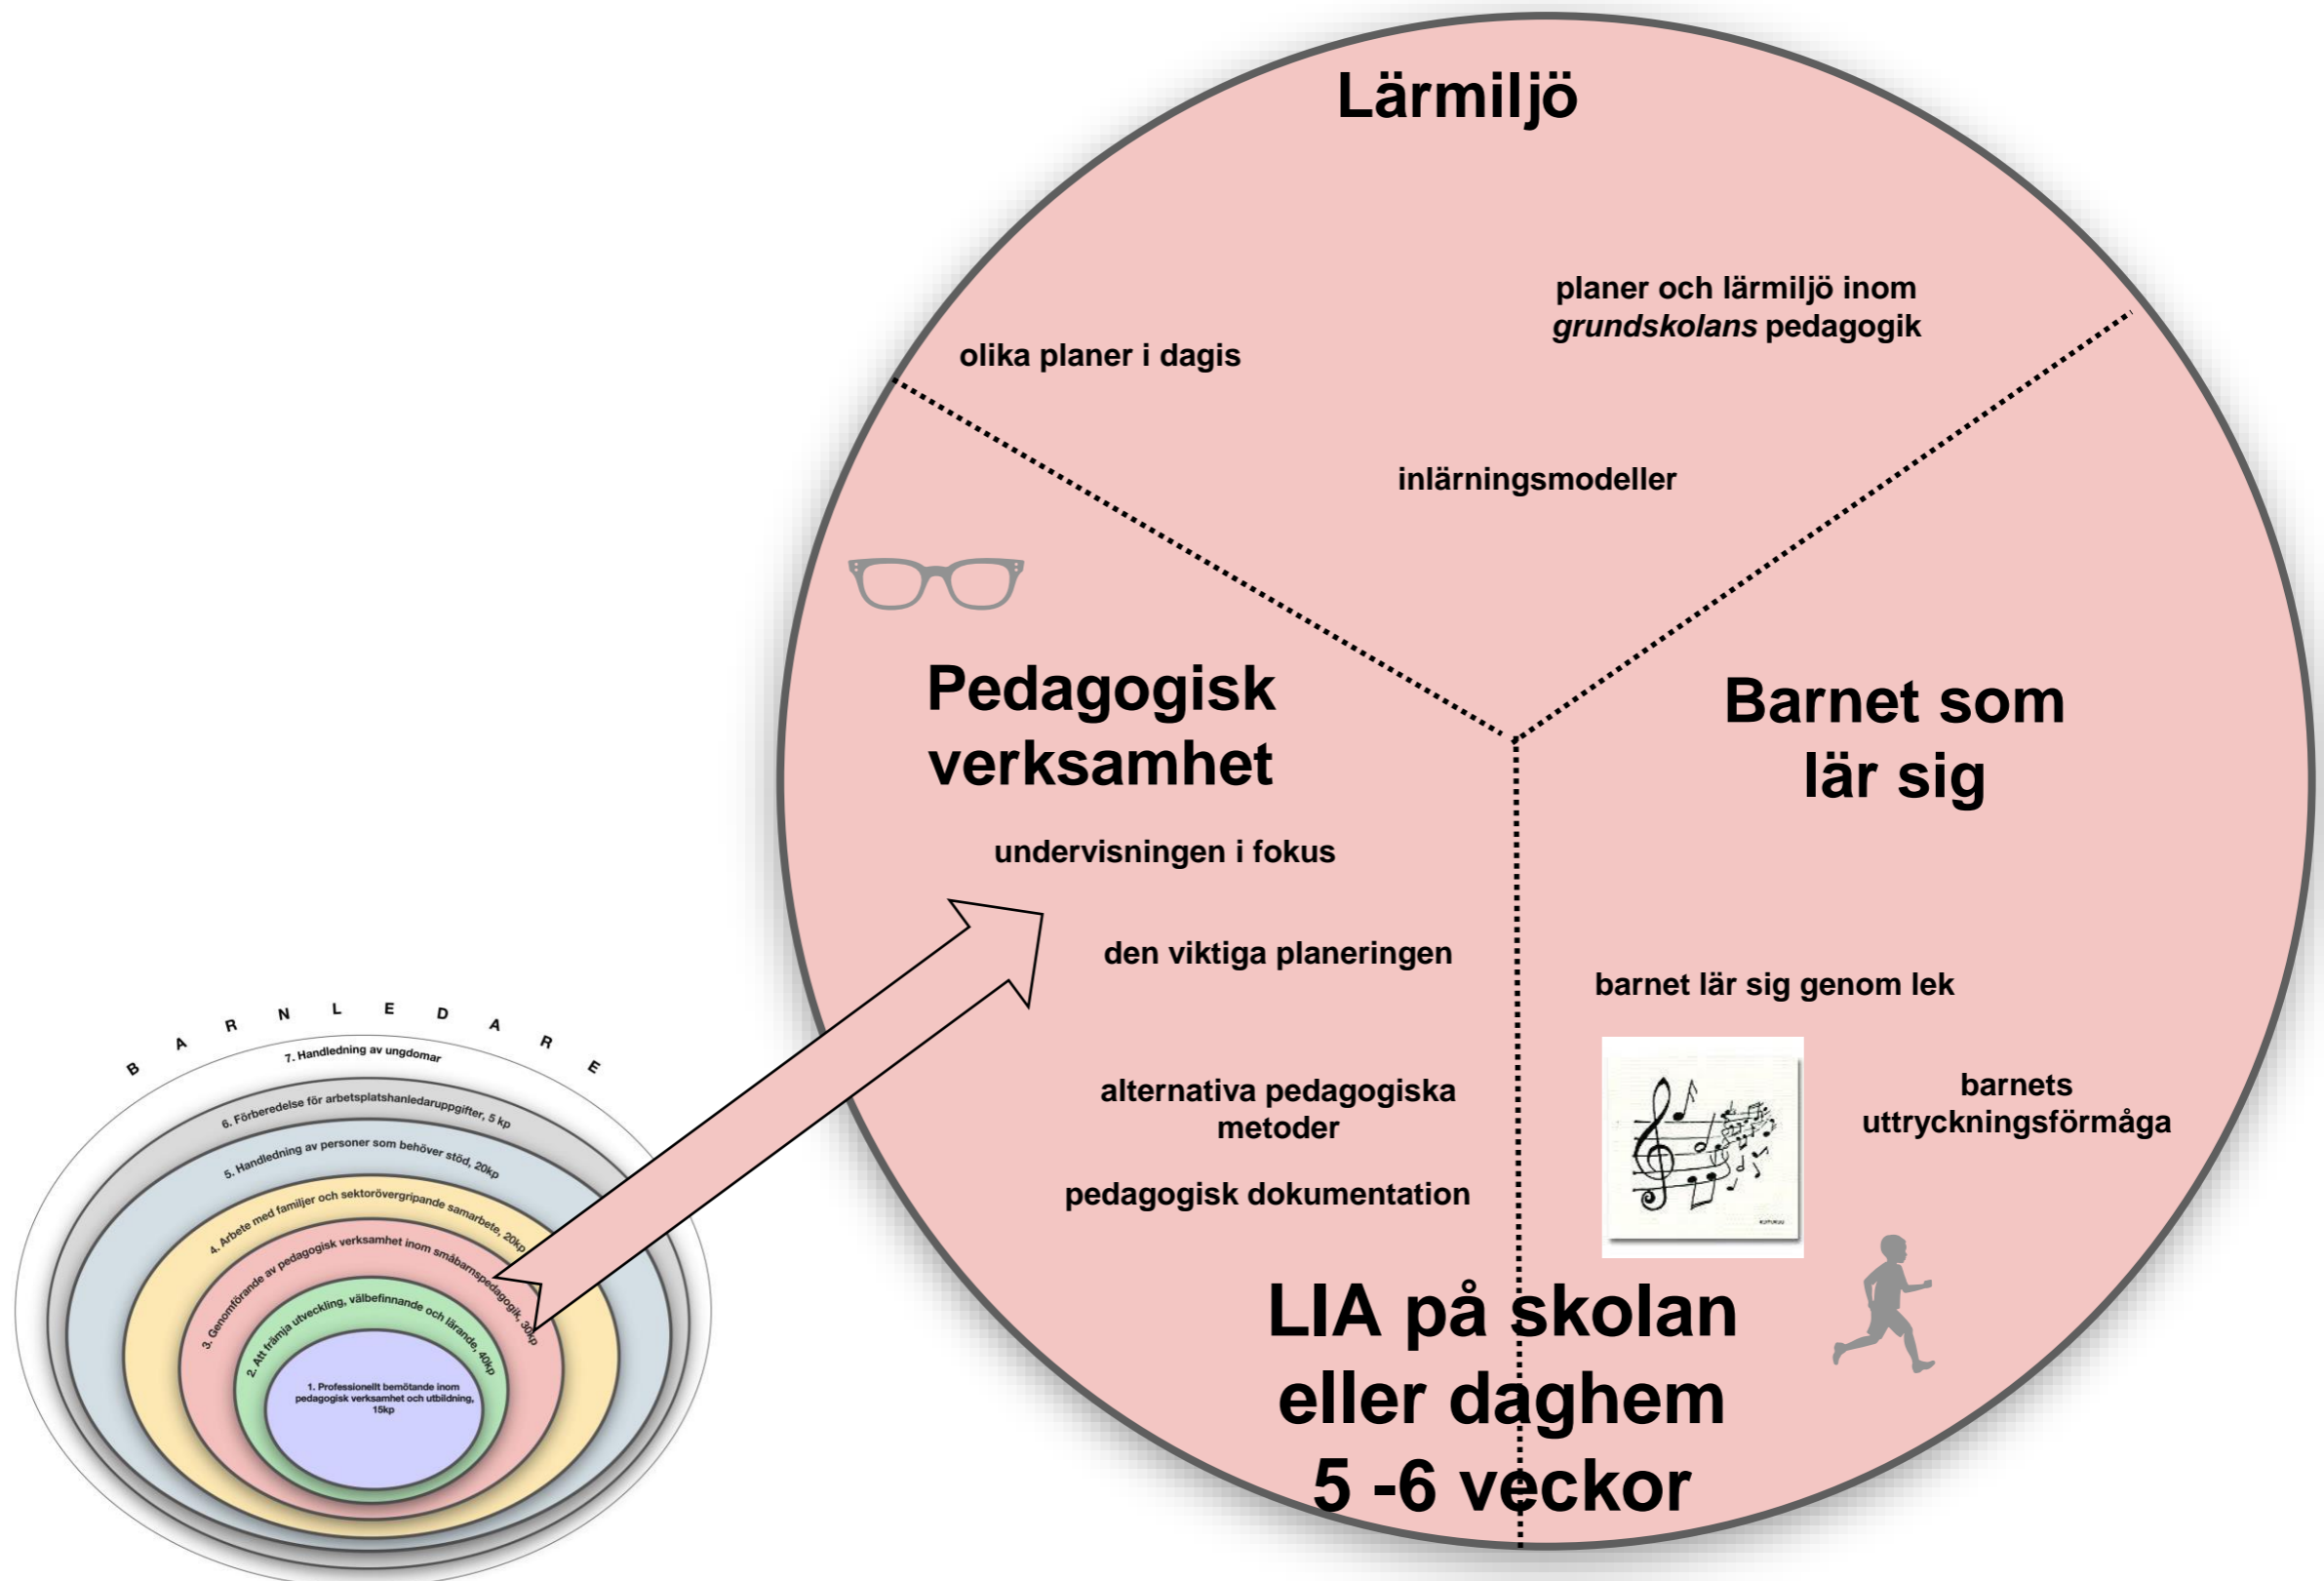 Lärmiljö
planer och lärmiljö inom
grundskolans pedagogik
olika planer i dagis
inlärningsmodeller
Pedagogisk
verksamhet
Barnet som
lär sig
undervisningen i fokus
den viktiga planeringen
barnet lär sig genom lek
alternativa pedagogiska
metoder
barnets
uttryckningsförmåga
pedagogisk dokumentation
LIA på skolan
eller daghem
5 -6 veckor
BARNLEDARE
7. Handledning av ungdomar
6. Förberedelse för arbetsplatshanledaruppgifter, 5 kp
5. Handledning av personer som behöver stöd, 20kp
4. Arbete med familjer och sektorövergripande samarbete, 20kp
3. Genomförande av pedagogisk verksamhet inom småbarnspedagogik, 30kp
2. Att främja utveckling, välbefinnande och lärande, 40kp
1. Professionellt bemötande inom
pedagogisk verksamhet och utbildning,
15kp